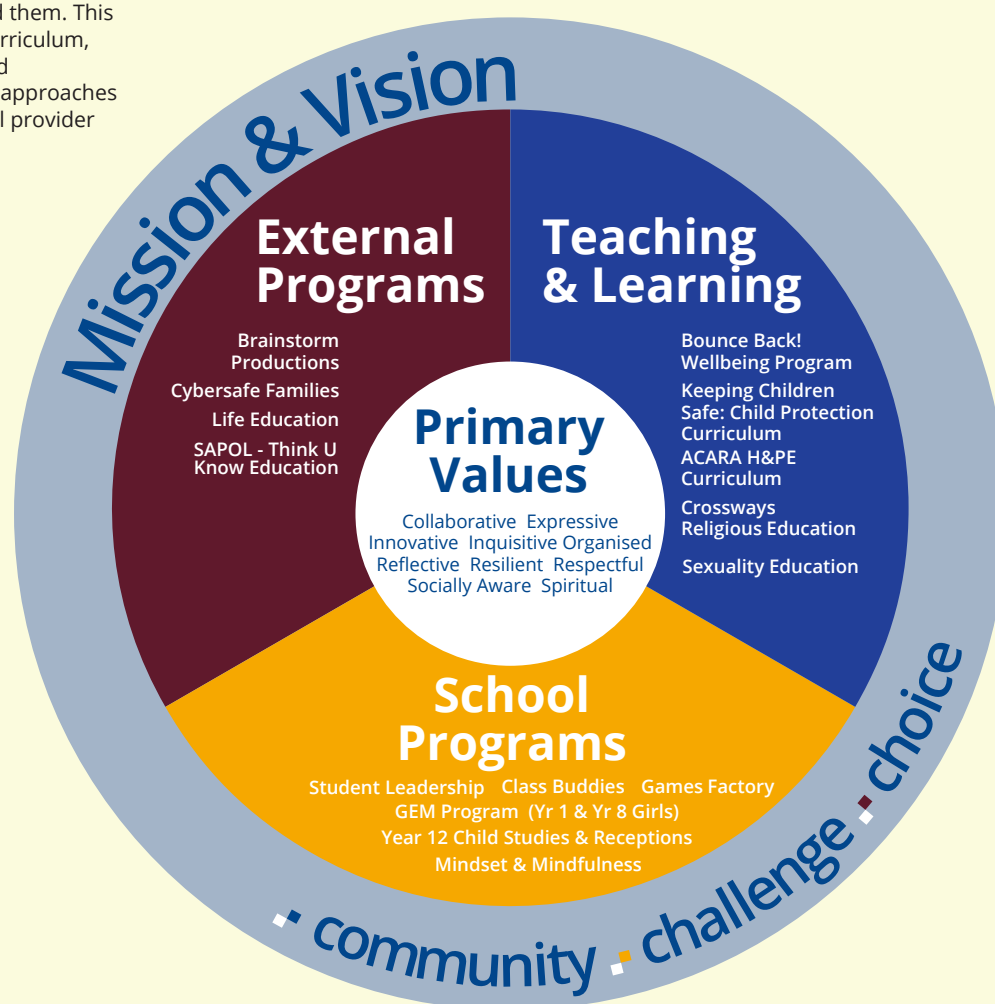 d them. This
rriculum,
d
approaches
l provider
Mission & Vision
External
Programs
Brainstorm
Productions
Cybersafe Families
Life Education
SAPOL - Think U
Know Education
Teaching
& Learning
Bounce Back!
Wellbeing Program
Keeping Children
Safe: Child Protection
Curriculum
ACARA H&PE
Curriculum
Crossways
Religious Education
Sexuality Education
Primary
Values
Collaborative Expressive
Innovative Inquisitive Organised
Reflective Resilient Respectful
Socially Aware Spiritual
School
Programs
Student Leadership Class Buddies Games Factory
GEM Program (Yr 1 & Yr 8 Girls)
Year 12 Child Studies & Receptions
Mindset & Mindfulness
community challenge choice